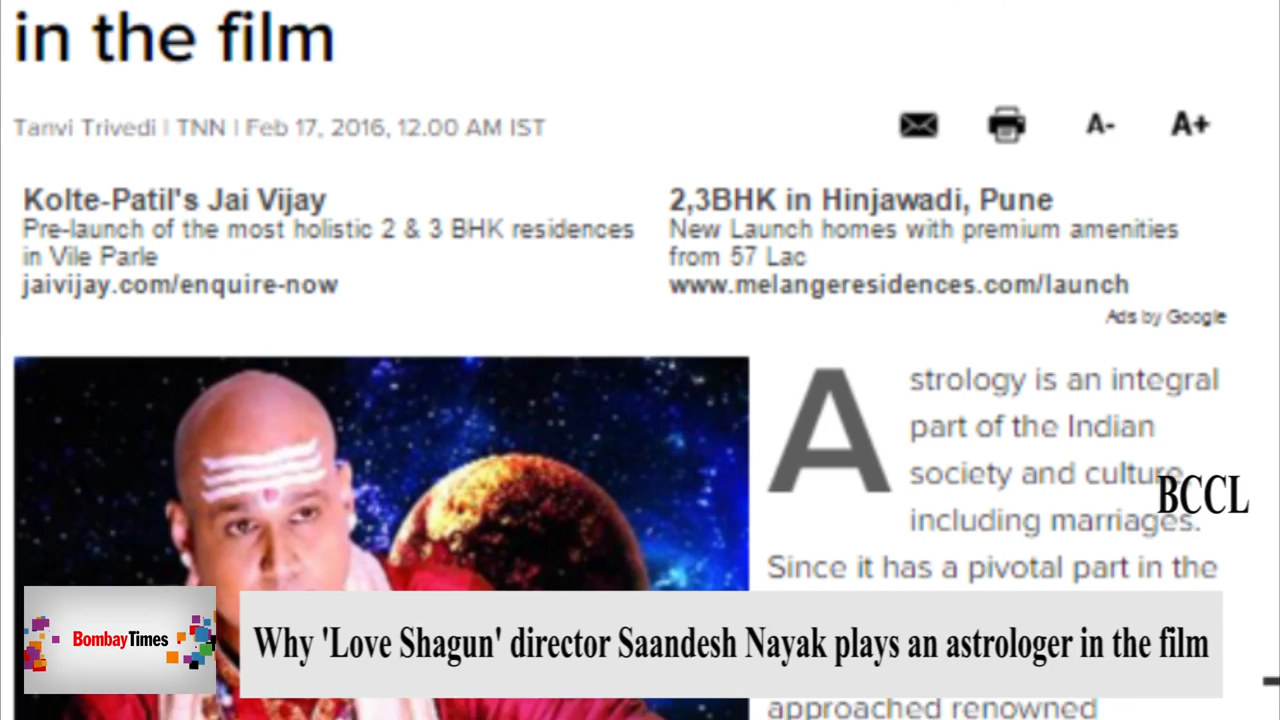 in the film
Tanvi Trivedi | TNN | Feb 17, 2016, 12.00 AM IST
A- A+
Kolte-Patil's Jai Vijay
Pre-launch of the most holistic 2 & 3 BHK residences
in Vile Parle
jaivijay.com/enquire-now
2,3BHK in Hinjawadi, Pune
New Launch homes with premium amenities
from 57 Lac
www.melangeresidences.com/launch
Ads by Google
Astrology is an integral
part of the Indian
society and culture
including marriages.
Since it has a pivotal part in the
approached renowned
BCCL
BombayTimes
Why 'Love Shagun' director Saandesh Nayak plays an astrologer in the film